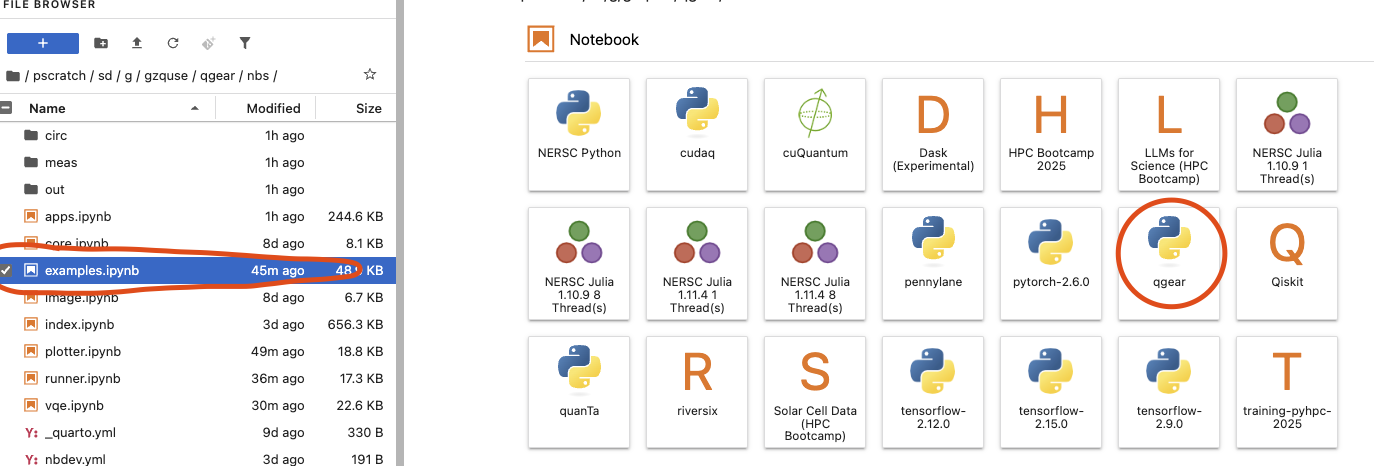 FILE BROWSER
+
/ pscratch / sd / g / gzquse / qgear / nbs /
Name Modified Size
circ 1h ago
meas 1h ago
out 1h ago
apps.ipynb 1h ago 244.6 KB
core.ipynb 8d ago 8.1 KB
examples.ipynb 45m ago 48. KB
image.ipynb 8d ago 6.7 KB
index.ipynb 3d ago 656.3 KB
plotter.ipynb 49m ago 18.8 KB
runner.ipynb 36m ago 17.3 KB
vqe.ipynb 30m ago 22.6 KB
Y: _quarto.yml 9d ago 330 B
Y: nbdev.yml 3d ago 191 B
Notebook
NERSC Python
cudaq
cuQuantum
D
Dask
(Experimental)
H
HPC Bootcamp
2025
L
LLMs for
Science (HPC
Bootcamp)
NERSC Julia
1.10.9 1
Thread(s)
NERSC Julia
1.10.9 8
Thread(s)
NERSC Julia
1.11.4 1
Thread(s)
NERSC Julia
1.11.4 8
Thread(s)
pennylane
pytorch-2.6.0
qgear
Q
Qiskit
quanTa
R
riversix
S
Solar Cell Data
(HPC
Bootcamp)
tensorflow-
2.12.0
tensorflow-
2.15.0
tensorflow-
2.9.0
T
training-pyhpc-
2025